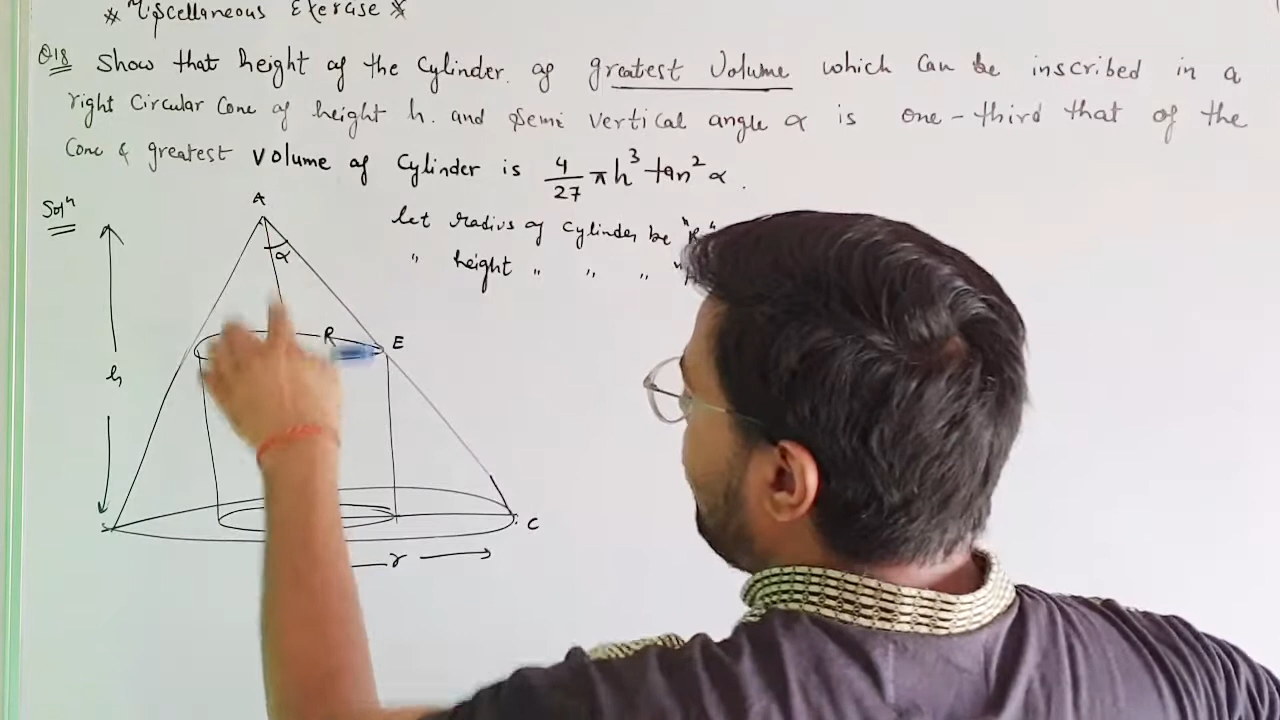 * Miscellaneous Exercise *
Q18 Show that height of the Cylinder of greatest Volume which can be inscribed in a
right Circular Cone of height h. and semi vertical angle α is one-third that of the
Cone & greatest volume of Cylinder is 4/27 πh³ tan² α.
Solⁿ
let radius of Cylinder be "R"
" height " " "
A
α
R
E
h
C
r